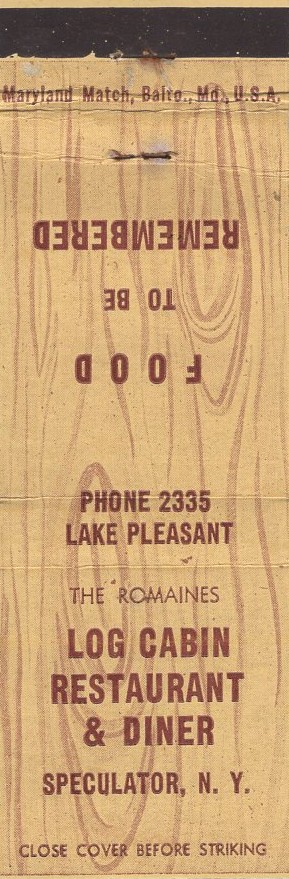 Maryland Match, Balto., Md., U.S.A.
FOOD
TO BE
REMEMBERED
PHONE 2335
LAKE PLEASANT
THE ROMAINES
LOG CABIN
RESTAURANT
& DINER
SPECULATOR, N. Y.
CLOSE COVER BEFORE STRIKING